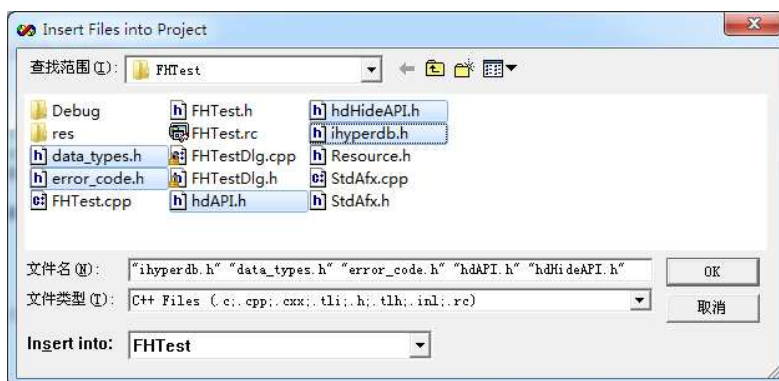 Insert Files into Project
查找范围(I): FHTest
Debug FHTest.h hdHideAPI.h
res FHTest.rc ihyperdb.h
data_types.h FHTestDlg.cpp Resource.h
error_code.h FHTestDlg.h StdAfx.cpp
FHTest.cpp hdAPI.h StdAfx.h
文件名(N): "ihyperdb.h" "data_types.h" "error_code.h" "hdAPI.h" "hdHideAPI.h" OK
文件类型(T): C++ Files (.c;.cpp;.cxx;.tli;.h;.tlh;.inl;.rc) 取消
Insert into: FHTest